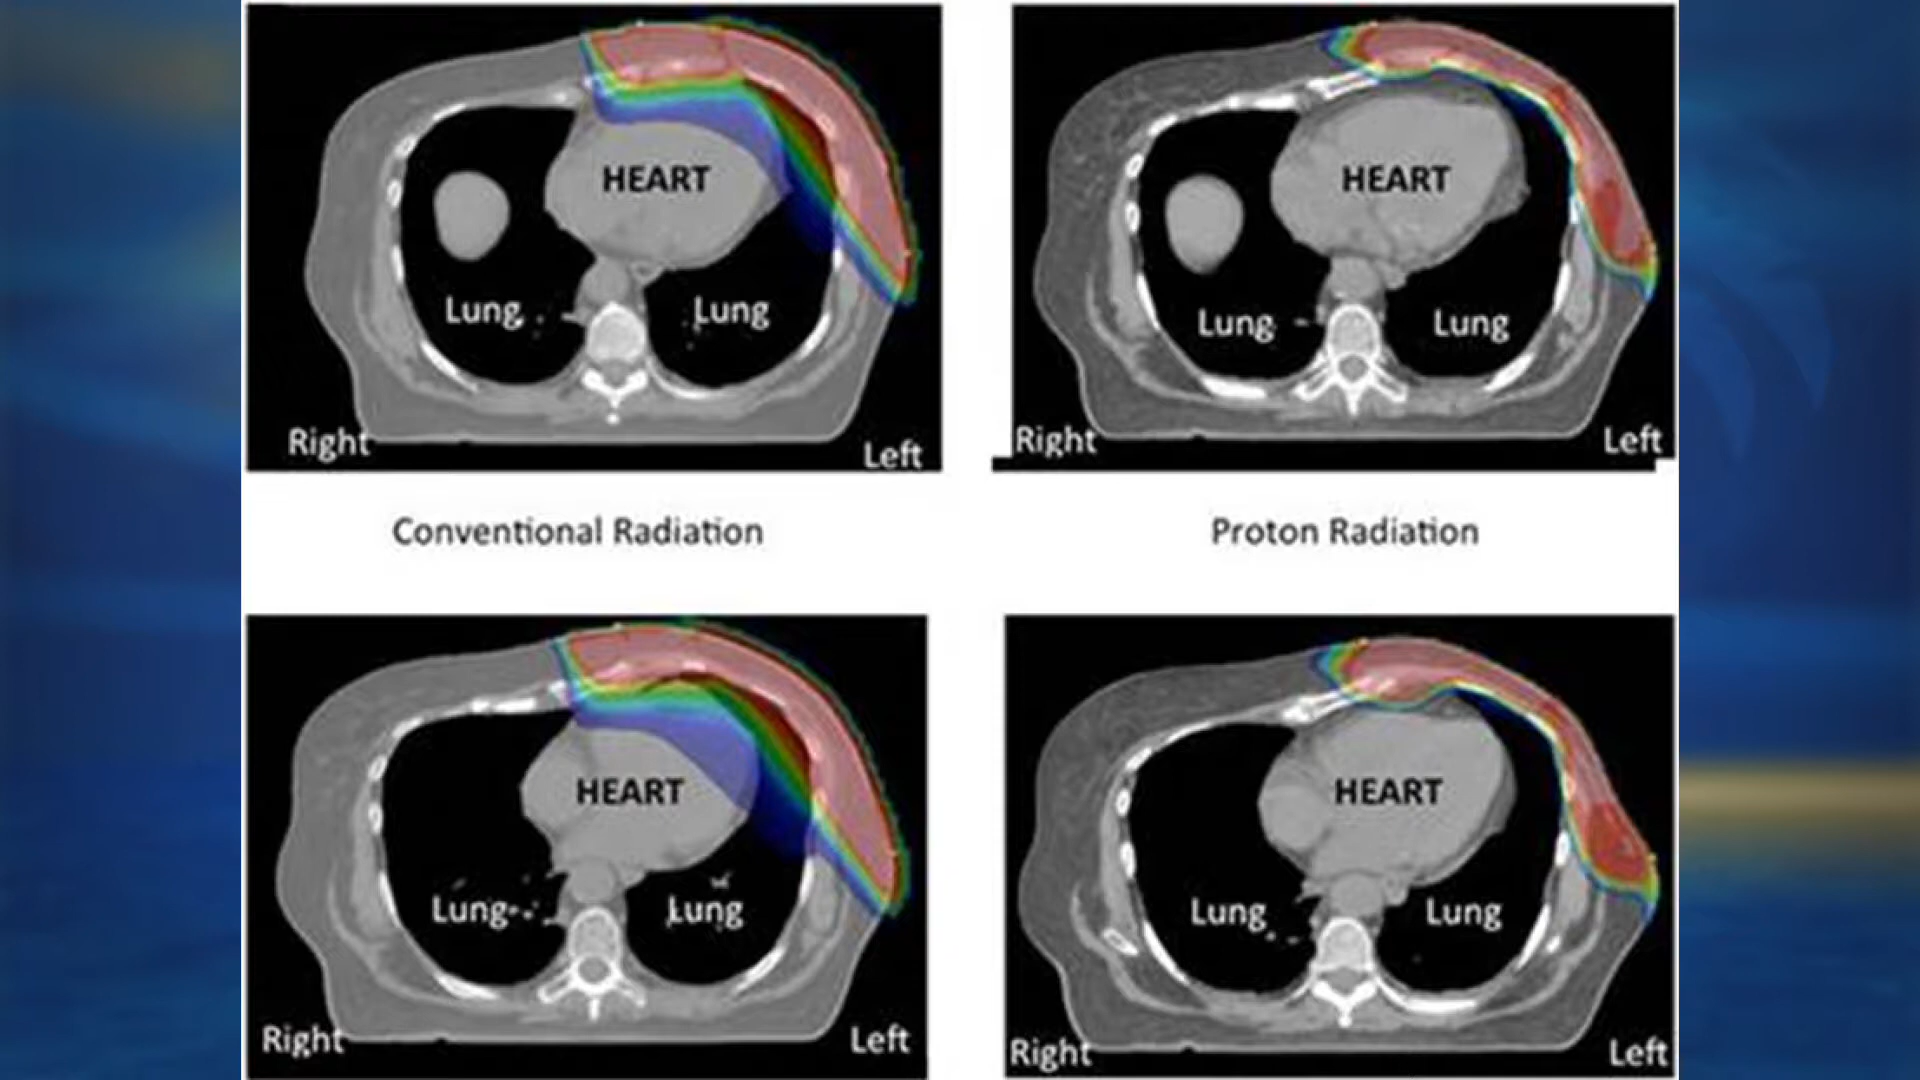 HEART
Lung
Lung
Right
Left
HEART
Lung
Lung
Right
Left
Conventional Radiation
Proton Radiation
HEART
Lung
Lung
Right
Left
HEART
Lung
Lung
Right
Left